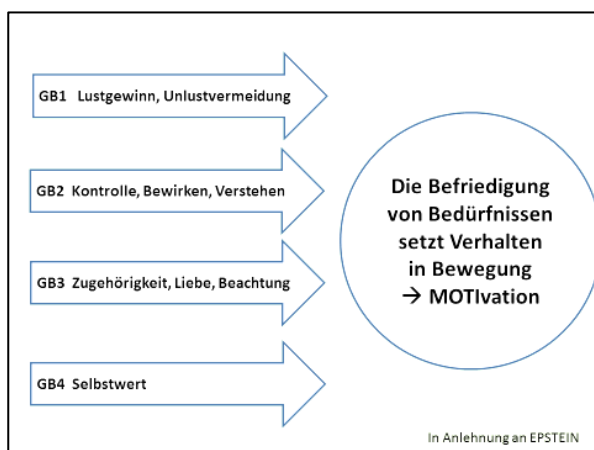 GB1 Lustgewinn, Unlustvermeidung
GB2 Kontrolle, Bewirken, Verstehen
GB3 Zugehörigkeit, Liebe, Beachtung
GB4 Selbstwert
Die Befriedigung
von Bedürfnissen
setzt Verhalten
in Bewegung
→ MOTIvation
In Anlehnung an EPSTEIN